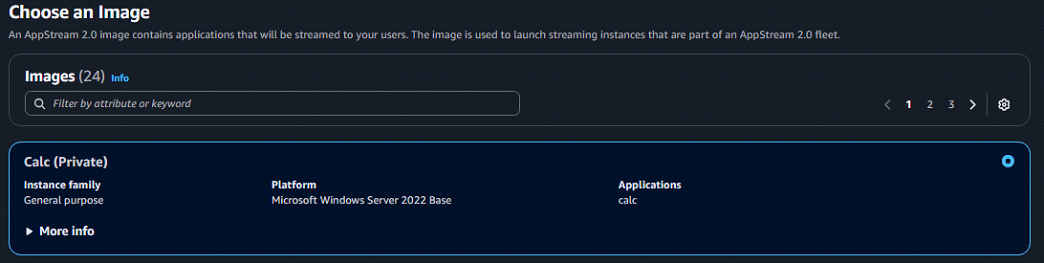 Choose an Image
An AppStream 2.0 image contains applications that will be streamed to your users. The image is used to launch streaming instances that are part of an AppStream 2.0 fleet.
Images (24) Info
Filter by attribute or keyword
1 2 3
Calc (Private)
Instance family Platform Applications
General purpose Microsoft Windows Server 2022 Base calc
More info